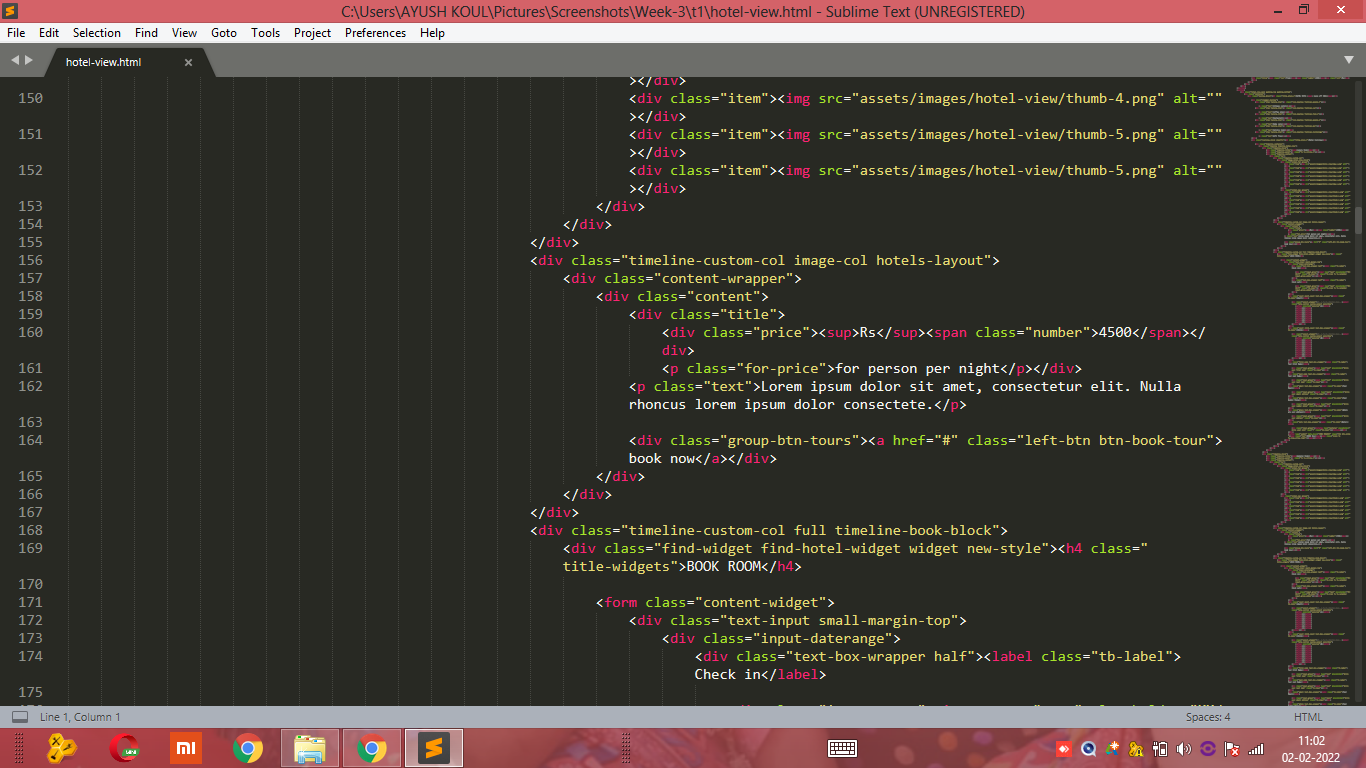 C:\Users\AYUSH KOUL\Pictures\Screenshots\Week-3\t1\hotel-view.html - Sublime Text (UNREGISTERED)
File Edit Selection Find View Goto Tools Project Preferences Help
hotel-view.html
></div>
150 <div class="item"><img src="assets/images/hotel-view/thumb-4.png" alt=""
></div>
151 <div class="item"><img src="assets/images/hotel-view/thumb-5.png" alt=""
></div>
152 <div class="item"><img src="assets/images/hotel-view/thumb-5.png" alt=""
></div>
153 </div>
154 </div>
155 </div>
156 <div class="timeline-custom-col image-col hotels-layout">
157 <div class="content-wrapper">
158 <div class="content">
159 <div class="title">
160 <div class="price"><sup>Rs</sup><span class="number">4500</span></
div>
161 <p class="for-price">for person per night</p></div>
162 <p class="text">Lorem ipsum dolor sit amet, consectetur elit. Nulla
rhoncus lorem ipsum dolor consectete.</p>
163
164 <div class="group-btn-tours"><a href="#" class="left-btn btn-book-tour">
book now</a></div>
165 </div>
166 </div>
167 </div>
168 <div class="timeline-custom-col full timeline-book-block">
169 <div class="find-widget find-hotel-widget widget new-style"><h4 class="
title-widgets">BOOK ROOM</h4>
170
171 <form class="content-widget">
172 <div class="text-input small-margin-top">
173 <div class="input-daterange">
174 <div class="text-box-wrapper half"><label class="tb-label">
Check in</label>
175
Line 1, Column 1 Spaces: 4 HTML
mi
11:02
02-02-2022